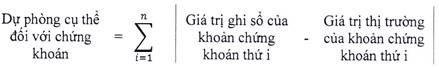 Dự phòng cụ thể
đối với chứng
khoán
=
n
∑
i=1
Giá trị ghi sổ của
khoản chứng
khoán thứ i
-
Giá trị thị trường
của khoản chứng
khoán thứ i